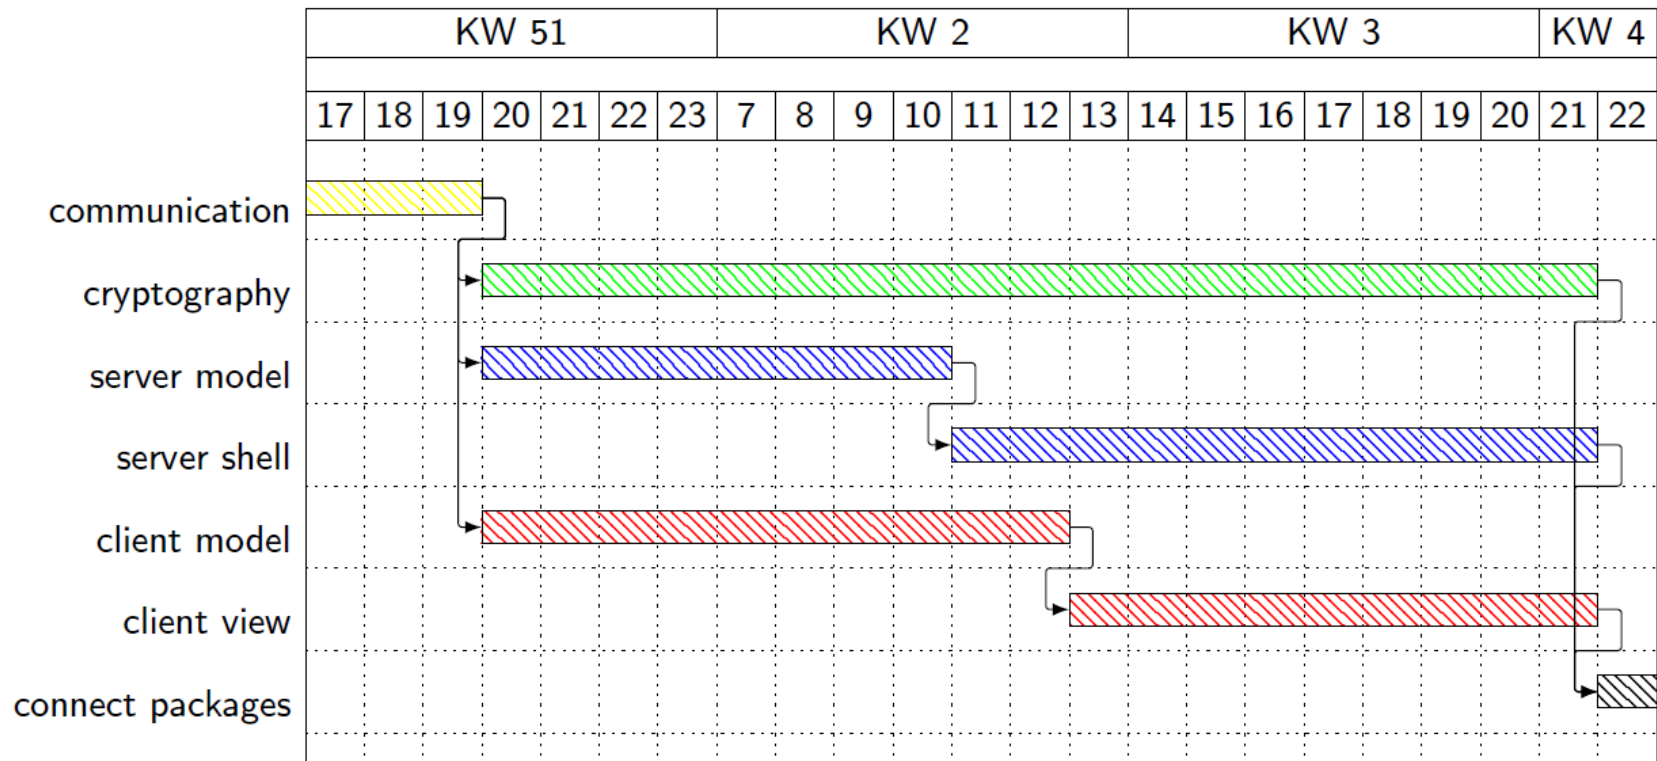 KW 51 KW 2 KW 3 KW 4
17 18 19 20 21 22 23 7 8 9 10 11 12 13 14 15 16 17 18 19 20 21 22
communication
cryptography
server model
server shell
client model
client view
connect packages